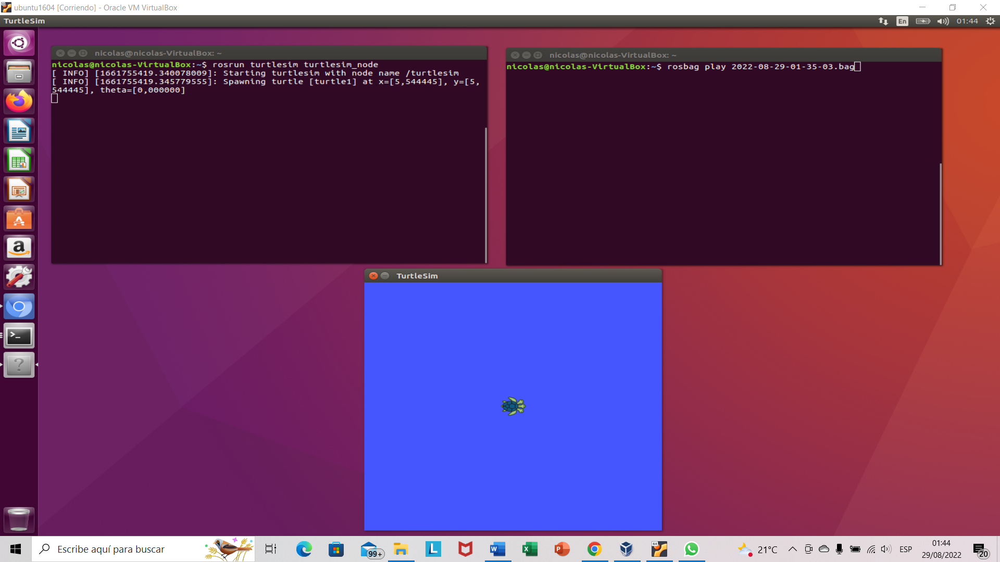 ubuntu1604 [Corriendo] - Oracle VM VirtualBox
TurtleSim
En
01:44
nicolas@nicolas-VirtualBox: ~
nicolas@nicolas-VirtualBox:~$ rosrun turtlesim turtlesim_node
[ INFO] [1661755419.340078009]: Starting turtlesim with node name /turtlesim
[ INFO] [1661755419.345779555]: Spawning turtle [turtle1] at x=[5,544445], y=[5,
544445], theta=[0,000000]
nicolas@nicolas-VirtualBox: ~
nicolas@nicolas-VirtualBox:~$ rosbag play 2022-08-29-01-35-03.bag
TurtleSim
Escribe aquí para buscar
99+
21°C
ESP
01:44
29/08/2022
20